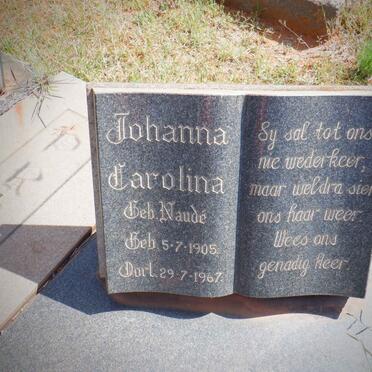 Johanna
Carolina
Geb. Naudé
Geb. 5-7-1905.
Oorl. 29-7-1967.
Sy sal tot ons
nie wederkeer,
maar weldra sien
ons haar weer.
Wees ons
genadig Heer.